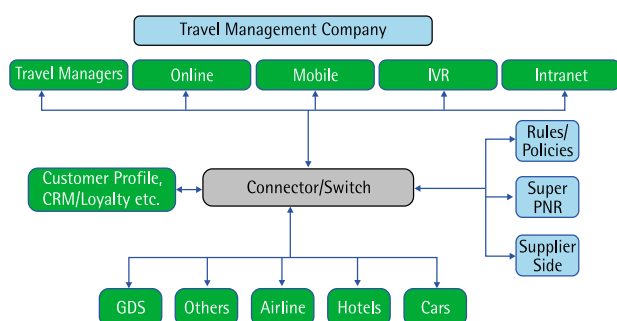 Travel Management Company
Travel Managers
Online
Mobile
IVR
Intranet
Rules/
Policies
Customer Profile,
CRM/Loyalty etc.
Connector/Switch
Super
PNR
Supplier
Side
GDS
Others
Airline
Hotels
Cars